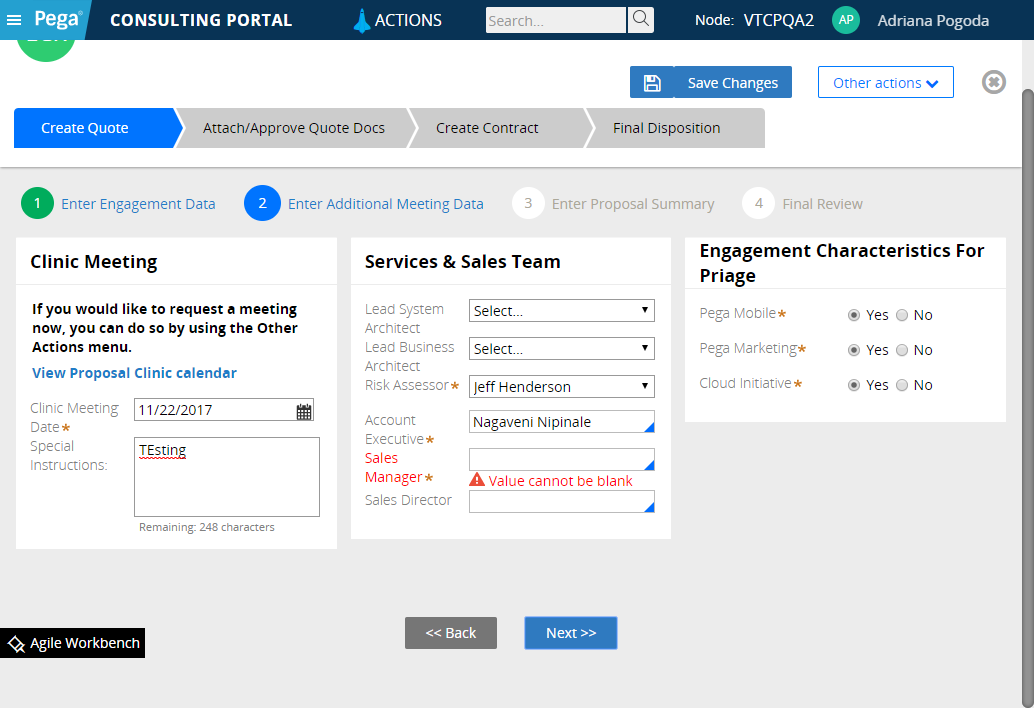 Pega® CONSULTING PORTAL ACTIONS Search... Node: VTCPQA2 AP Adriana Pogoda
Save Changes Other actions
Create Quote Attach/Approve Quote Docs Create Contract Final Disposition
1 Enter Engagement Data 2 Enter Additional Meeting Data 3 Enter Proposal Summary 4 Final Review
Clinic Meeting
If you would like to request a meeting
now, you can do so by using the Other
Actions menu.
View Proposal Clinic calendar
Clinic Meeting
Date* 11/22/2017
Special
Instructions:
TEsting
Remaining: 248 characters
Services & Sales Team
Lead System
Architect
Select...
Lead Business
Architect
Select...
Risk Assessor* Jeff Henderson
Account
Executive*
Nagaveni Nipinale
Sales
Manager*
Value cannot be blank
Sales Director
Engagement Characteristics For
Priage
Pega Mobile* Yes No
Pega Marketing* Yes No
Cloud Initiative* Yes No
<< Back Next >>
Agile Workbench